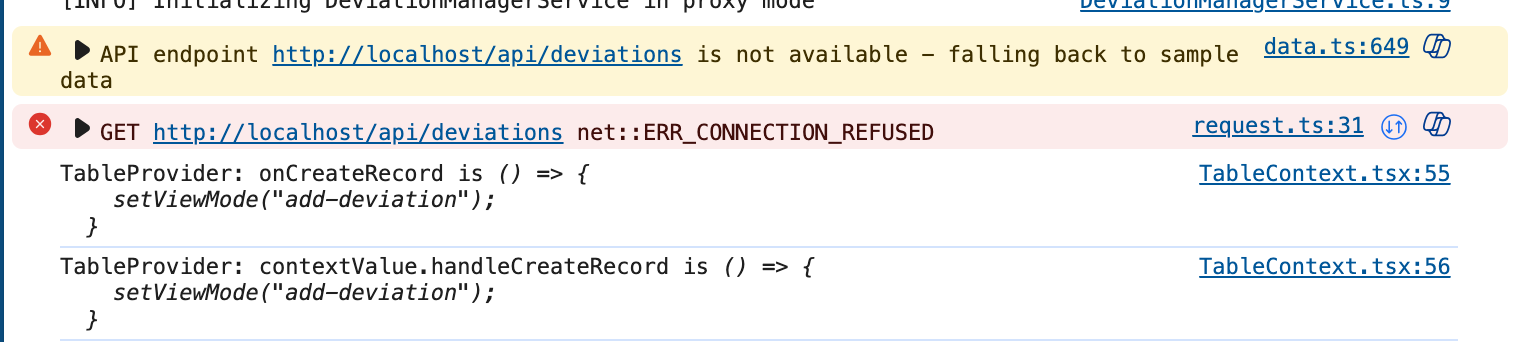 [INFO] Initializing DeviationManagerService in proxy mode DeviationManagerService.ts:9
API endpoint http://localhost/api/deviations is not available – falling back to sample data.ts:649
data
GET http://localhost/api/deviations net::ERR_CONNECTION_REFUSED request.ts:31
TableProvider: onCreateRecord is () => { TableContext.tsx:55
setViewMode("add-deviation");
}
TableProvider: contextValue.handleCreateRecord is () => { TableContext.tsx:56
setViewMode("add-deviation");
}